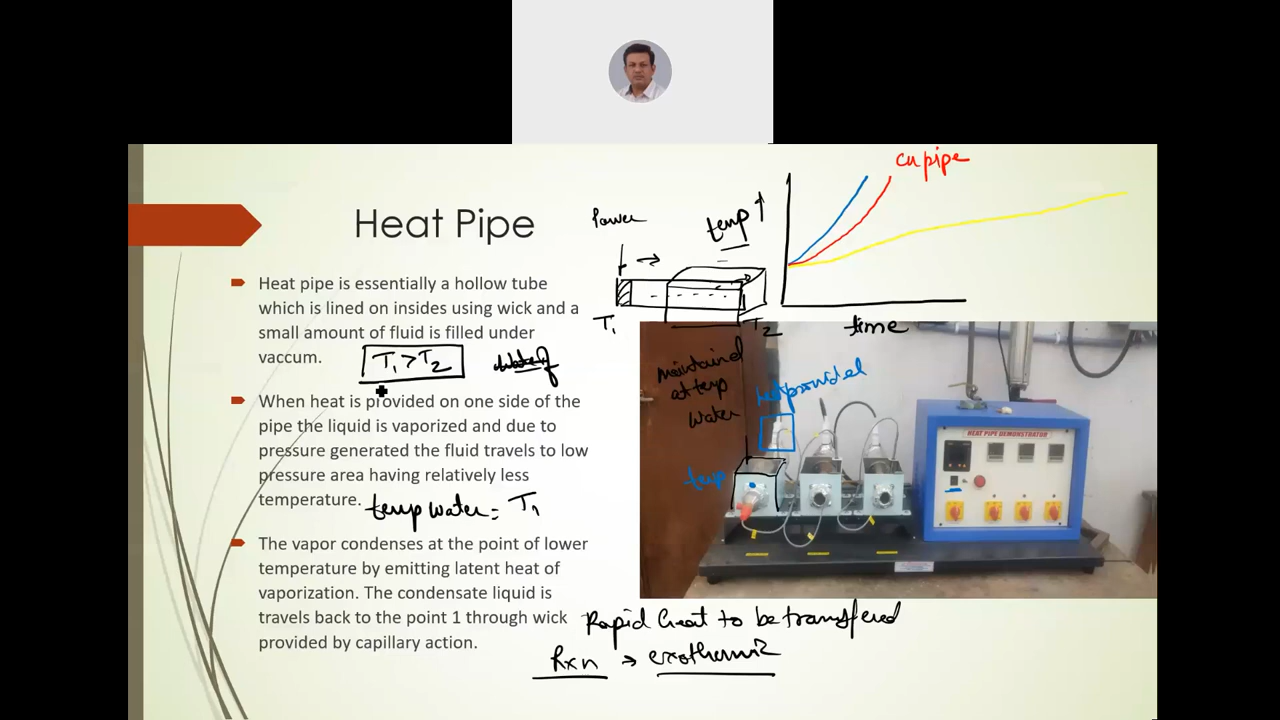 Heat Pipe
Heat pipe is essentially a hollow tube
which is lined on insides using wick and a
small amount of fluid is filled under
vaccum.
T₁ > T₂
When heat is provided on one side of the
pipe the liquid is vaporized and due to
pressure generated the fluid travels to low
pressure area having relatively less
temperature.
temp water = T₁
The vapor condenses at the point of lower
temperature by emitting latent heat of
vaporization. The condensate liquid is
travels back to the point 1 through wick
provided by capillary action.
cu pipe
Power
temp ↑
T₁
T₂
time
maintained
at temp
water
heat provided
temp
HEAT PIPE DEMONSTRATOR
Rapid heat to be transferred
Rxn → exothermic